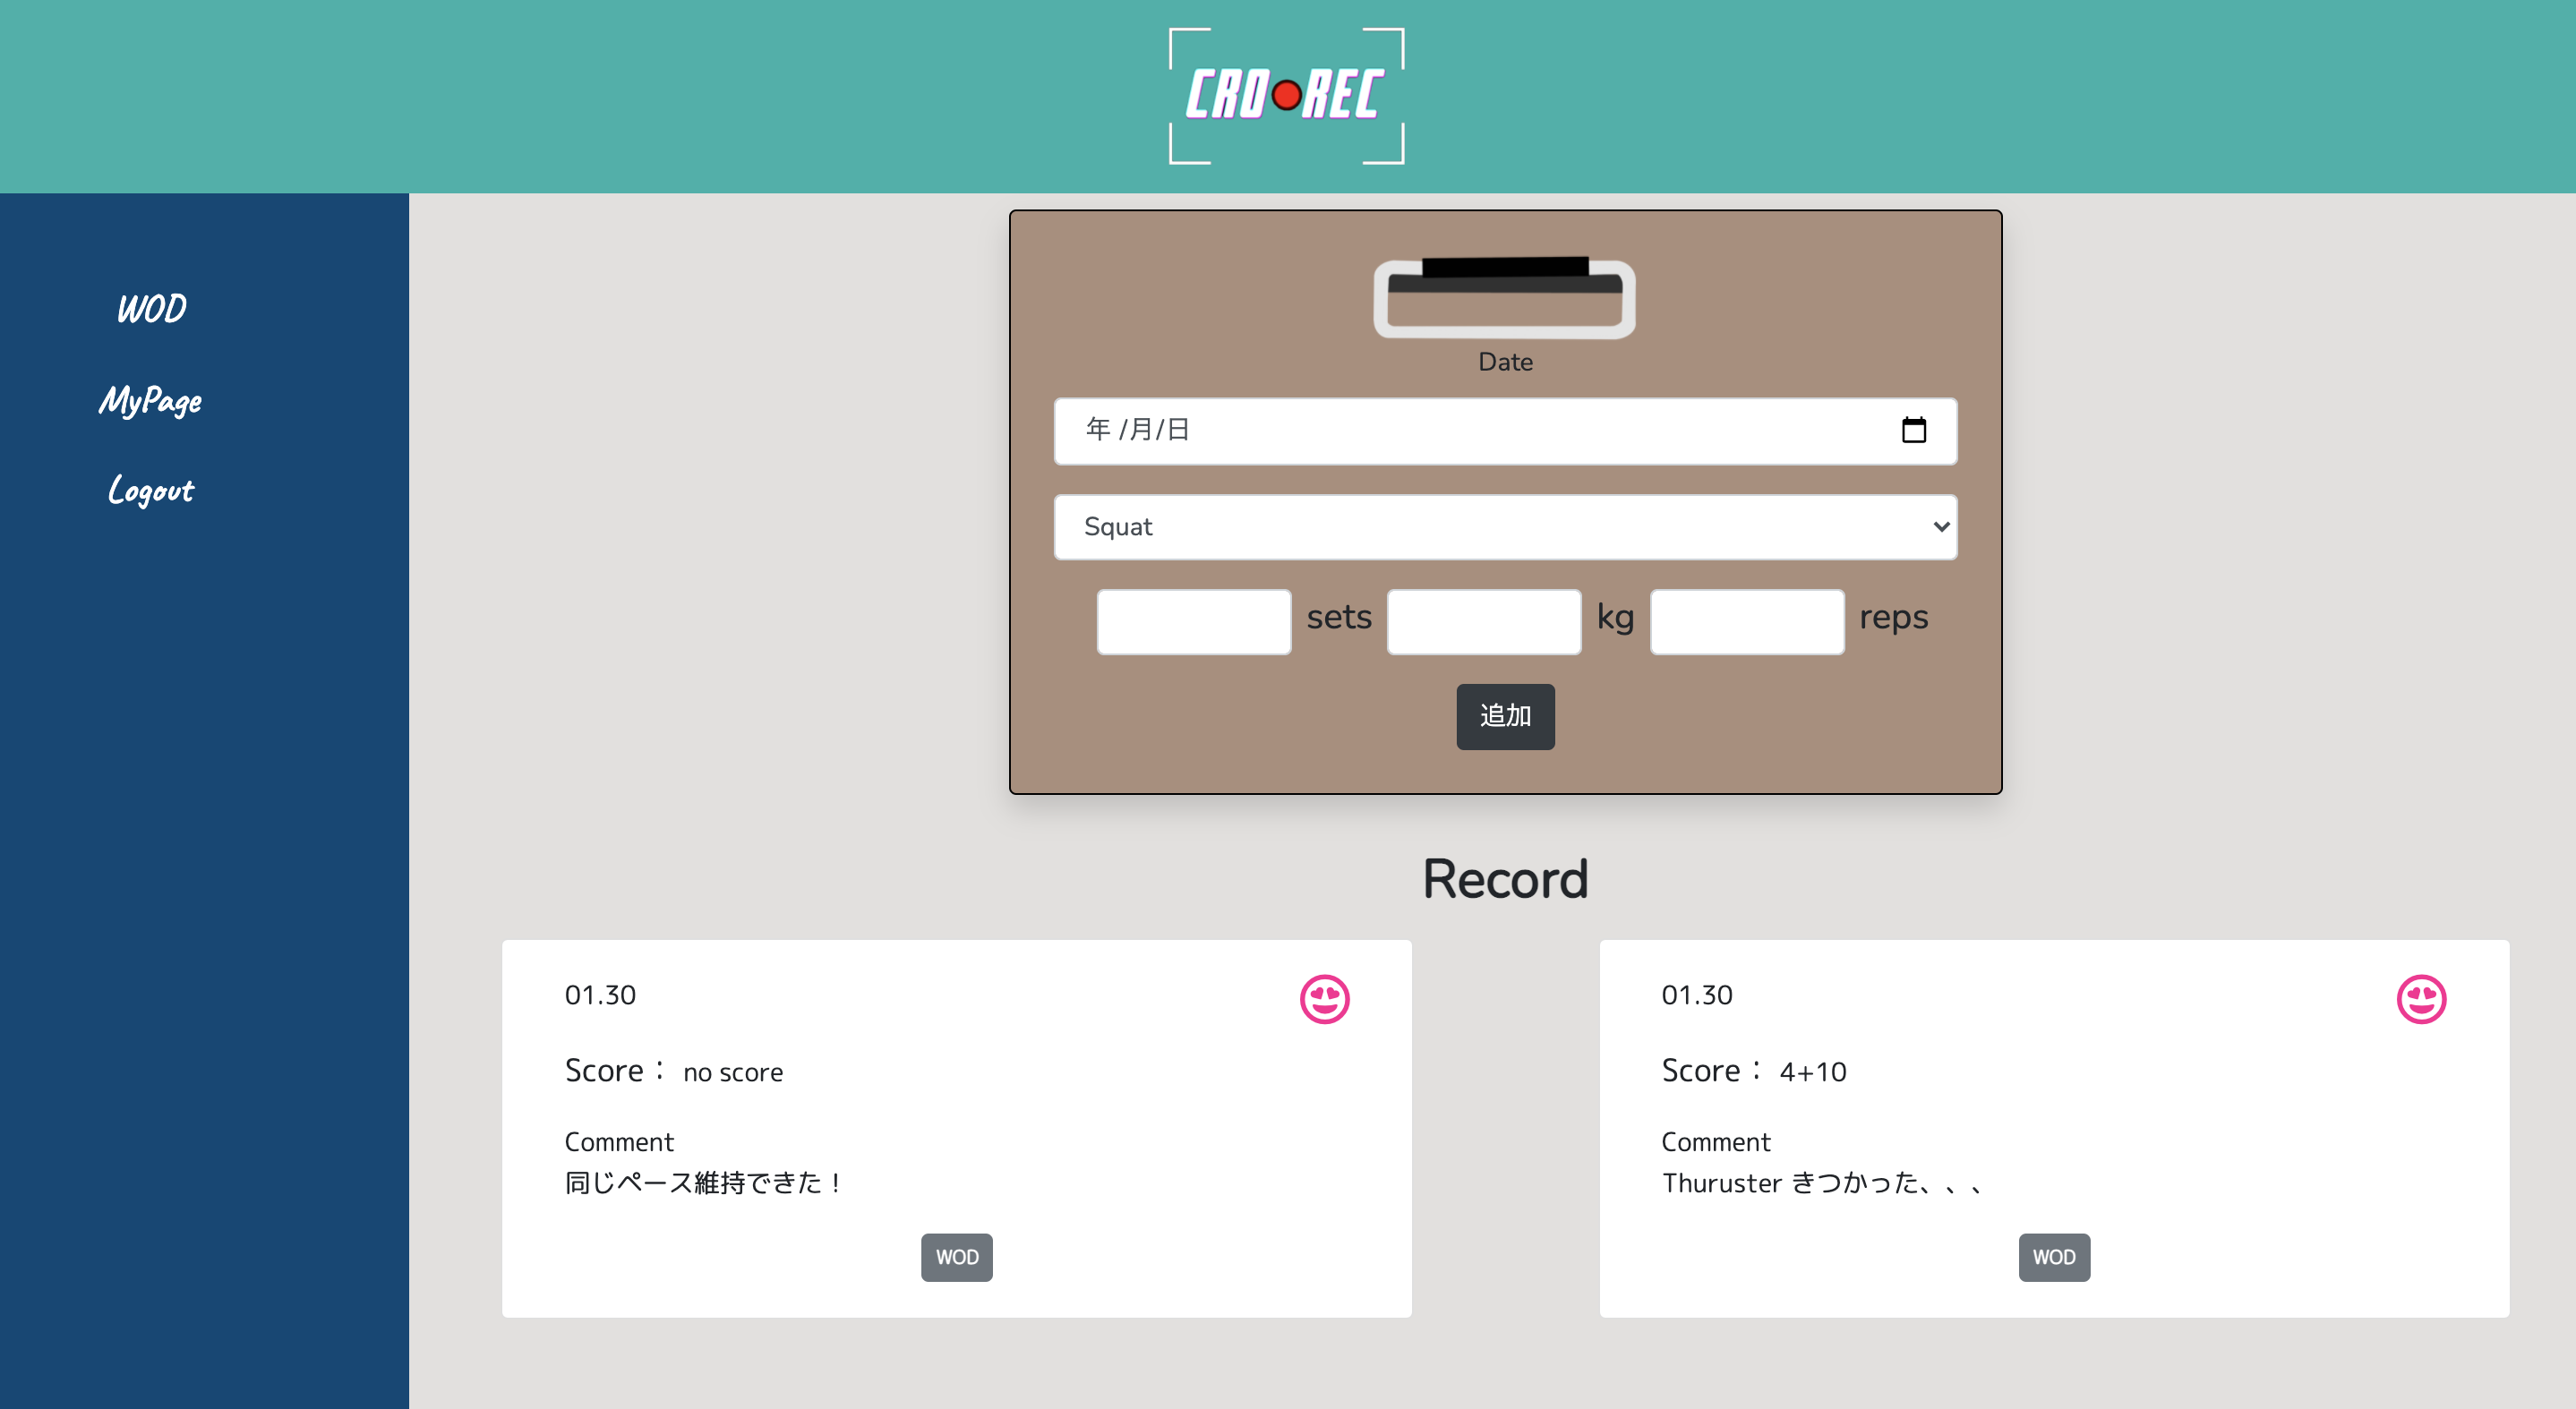 CRO REC
WOD
MyPage
Logout
Date
年 /月/日
Squat
sets kg reps
追加
Record
01.30
Score： no score
Comment
同じペース維持できた！
WOD
01.30
Score： 4+10
Comment
Thuruster きつかった、、、
WOD